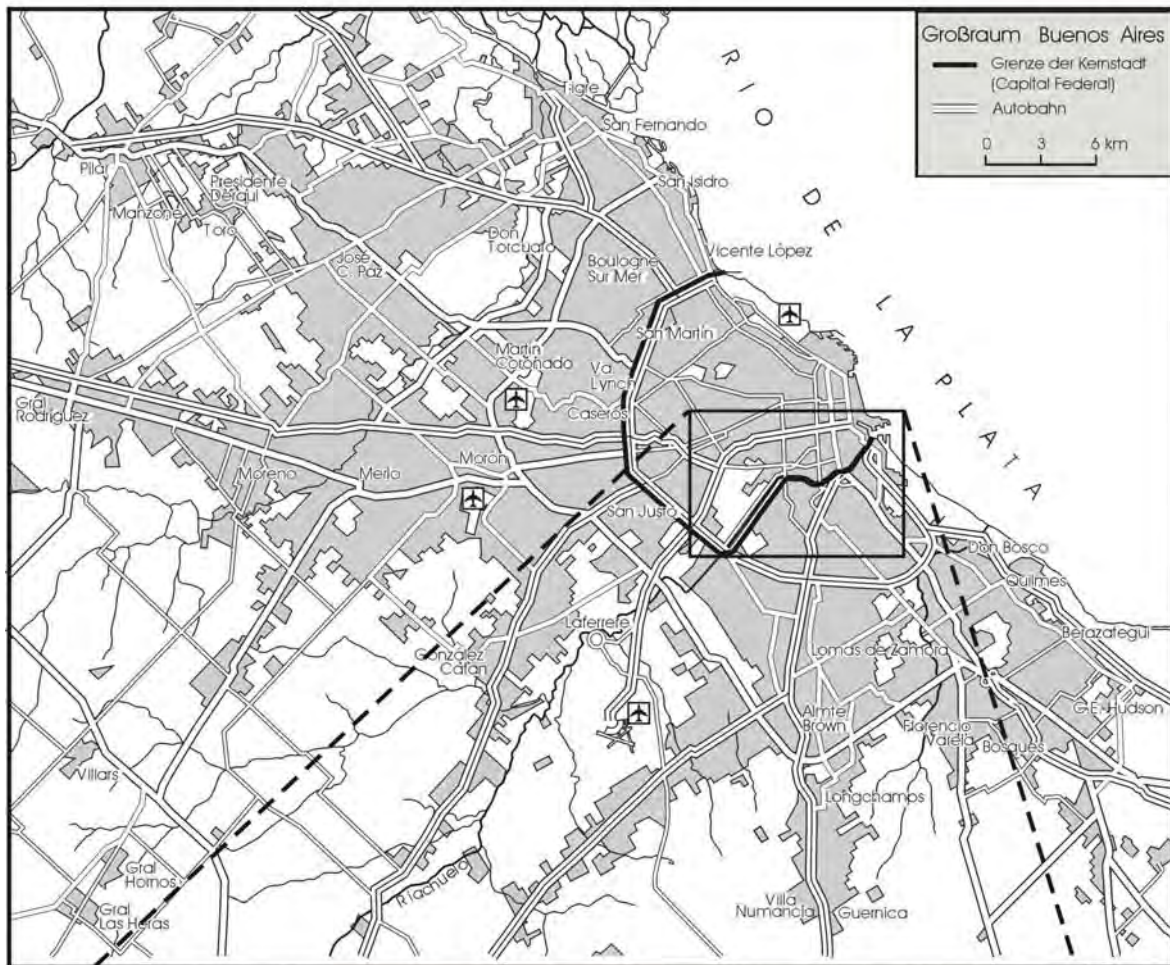 Großraum Buenos Aires
Grenze der Kernstadt
(Capital Federal)
Autobahn
0 3 6 km
RIO DE LA PLATA
Tigre
San Fernando
San Isidro
Pilar
Presidente
Derqui
Manzone
Toro
Don
Torcuato
José
C. Paz
Boulogne
Sur Mer
Vicente López
San Martín
Martín
Coronado
Va.
Lynch
Caseros
Gral
Rodríguez
Moreno
Merlo
Morón
San Justo
Don Bosco
Quilmes
Berazategui
Laferrere
González
Catán
Lomas de Zamora
G.E. Hudson
Almte
Brown
Florencio
Varela
Bosques
Villars
Longchamps
Gral
Hornos
Riachuelo
Gral
Las Heras
Villa
Numancia
Guernica